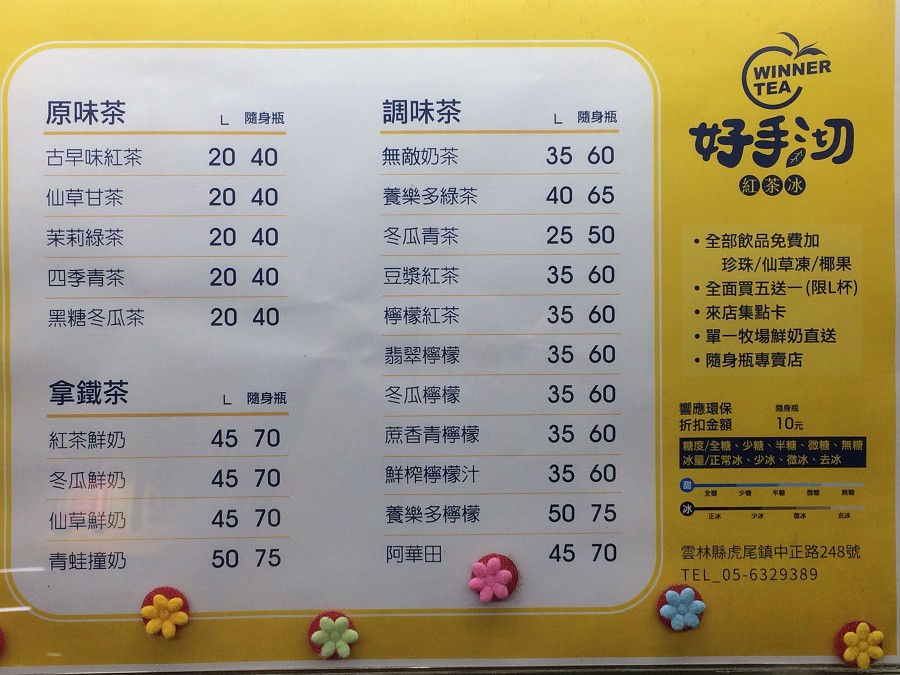 原味茶 L 隨身瓶
古早味紅茶 20 40
仙草甘茶 20 40
茉莉綠茶 20 40
四季青茶 20 40
黑糖冬瓜茶 20 40
拿鐵茶 L 隨身瓶
紅茶鮮奶 45 70
冬瓜鮮奶 45 70
仙草鮮奶 45 70
青蛙撞奶 50 75
調味茶 L 隨身瓶
無敵奶茶 35 60
養樂多綠茶 40 65
冬瓜青茶 25 50
豆漿紅茶 35 60
檸檬紅茶 35 60
翡翠檸檬 35 60
冬瓜檸檬 35 60
蔗香青檸檬 35 60
鮮榨檸檬汁 35 60
養樂多檸檬 50 75
阿華田 45 70
WINNER
TEA
好手沏
紅茶冰
• 全部飲品免費加
珍珠/仙草凍/椰果
• 全面買五送一(限L杯)
• 來店集點卡
• 單一牧場鮮奶直送
• 隨身瓶專賣店
響應環保 隨身瓶
折扣金額 10元
糖度/全糖、少糖、半糖、微糖、無糖
冰量/正常冰、少冰、微冰、去冰
甜 全糖 少糖 半糖 微糖 無糖
冰 正冰 少冰 微冰 去冰
雲林縣虎尾鎮中正路248號
TEL_05-6329389